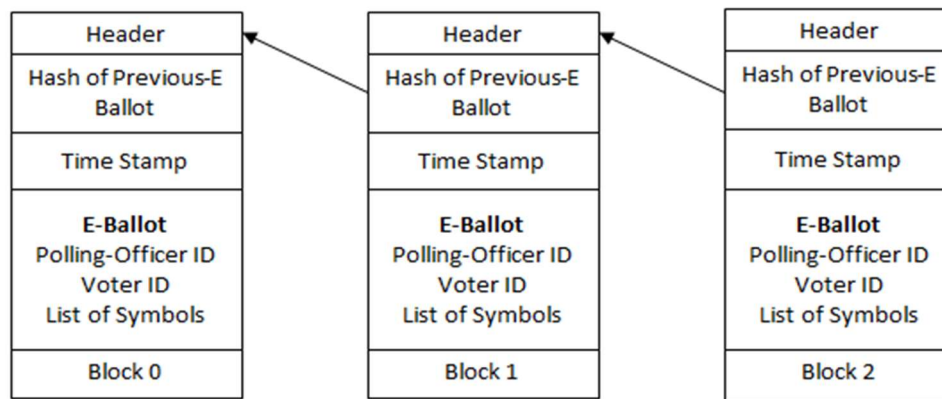 Header
Hash of Previous-E
Ballot
Time Stamp
E-Ballot
Polling-Officer ID
Voter ID
List of Symbols
Block 0
Header
Hash of Previous-E
Ballot
Time Stamp
E-Ballot
Polling-Officer ID
Voter ID
List of Symbols
Block 1
Header
Hash of Previous-E
Ballot
Time Stamp
E-Ballot
Polling-Officer ID
Voter ID
List of Symbols
Block 2